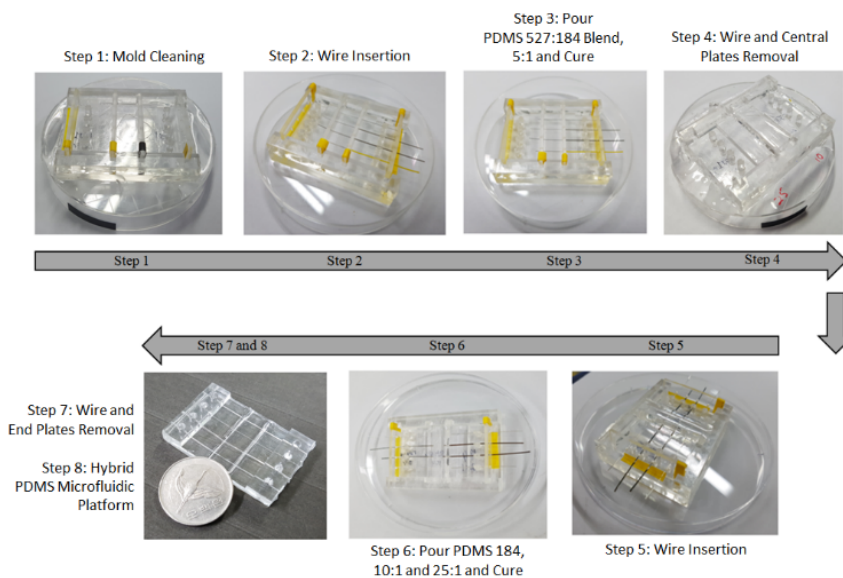 Step 1: Mold Cleaning
Step 2: Wire Insertion
Step 3: Pour
PDMS 527:184 Blend,
5:1 and Cure
Step 4: Wire and Central
Plates Removal
Step 1
Step 2
Step 3
Step 4
Step 7 and 8
Step 6
Step 5
Step 7: Wire and
End Plates Removal
Step 8: Hybrid
PDMS Microfluidic
Platform
Step 6: Pour PDMS 184,
10:1 and 25:1 and Cure
Step 5: Wire Insertion